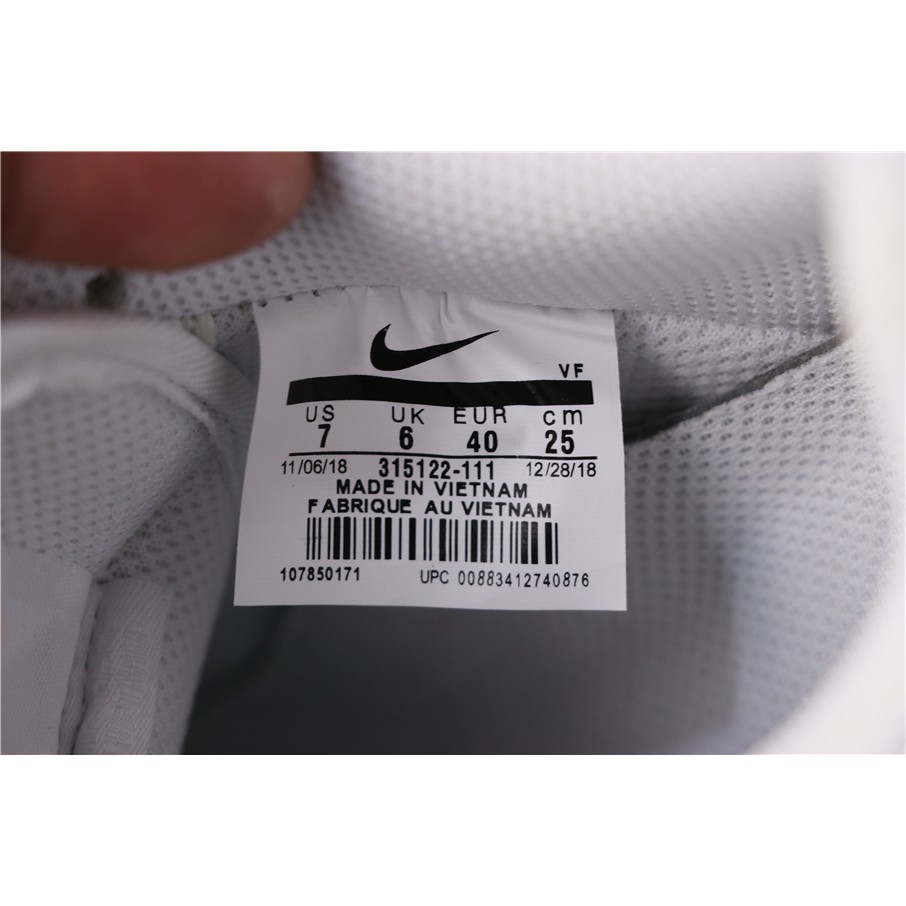 VF
US UK EUR cm
7 6 40 25
11/06/18 315122-111 12/28/18
MADE IN VIETNAM
FABRIQUE AU VIETNAM
107850171 UPC 00883412740876